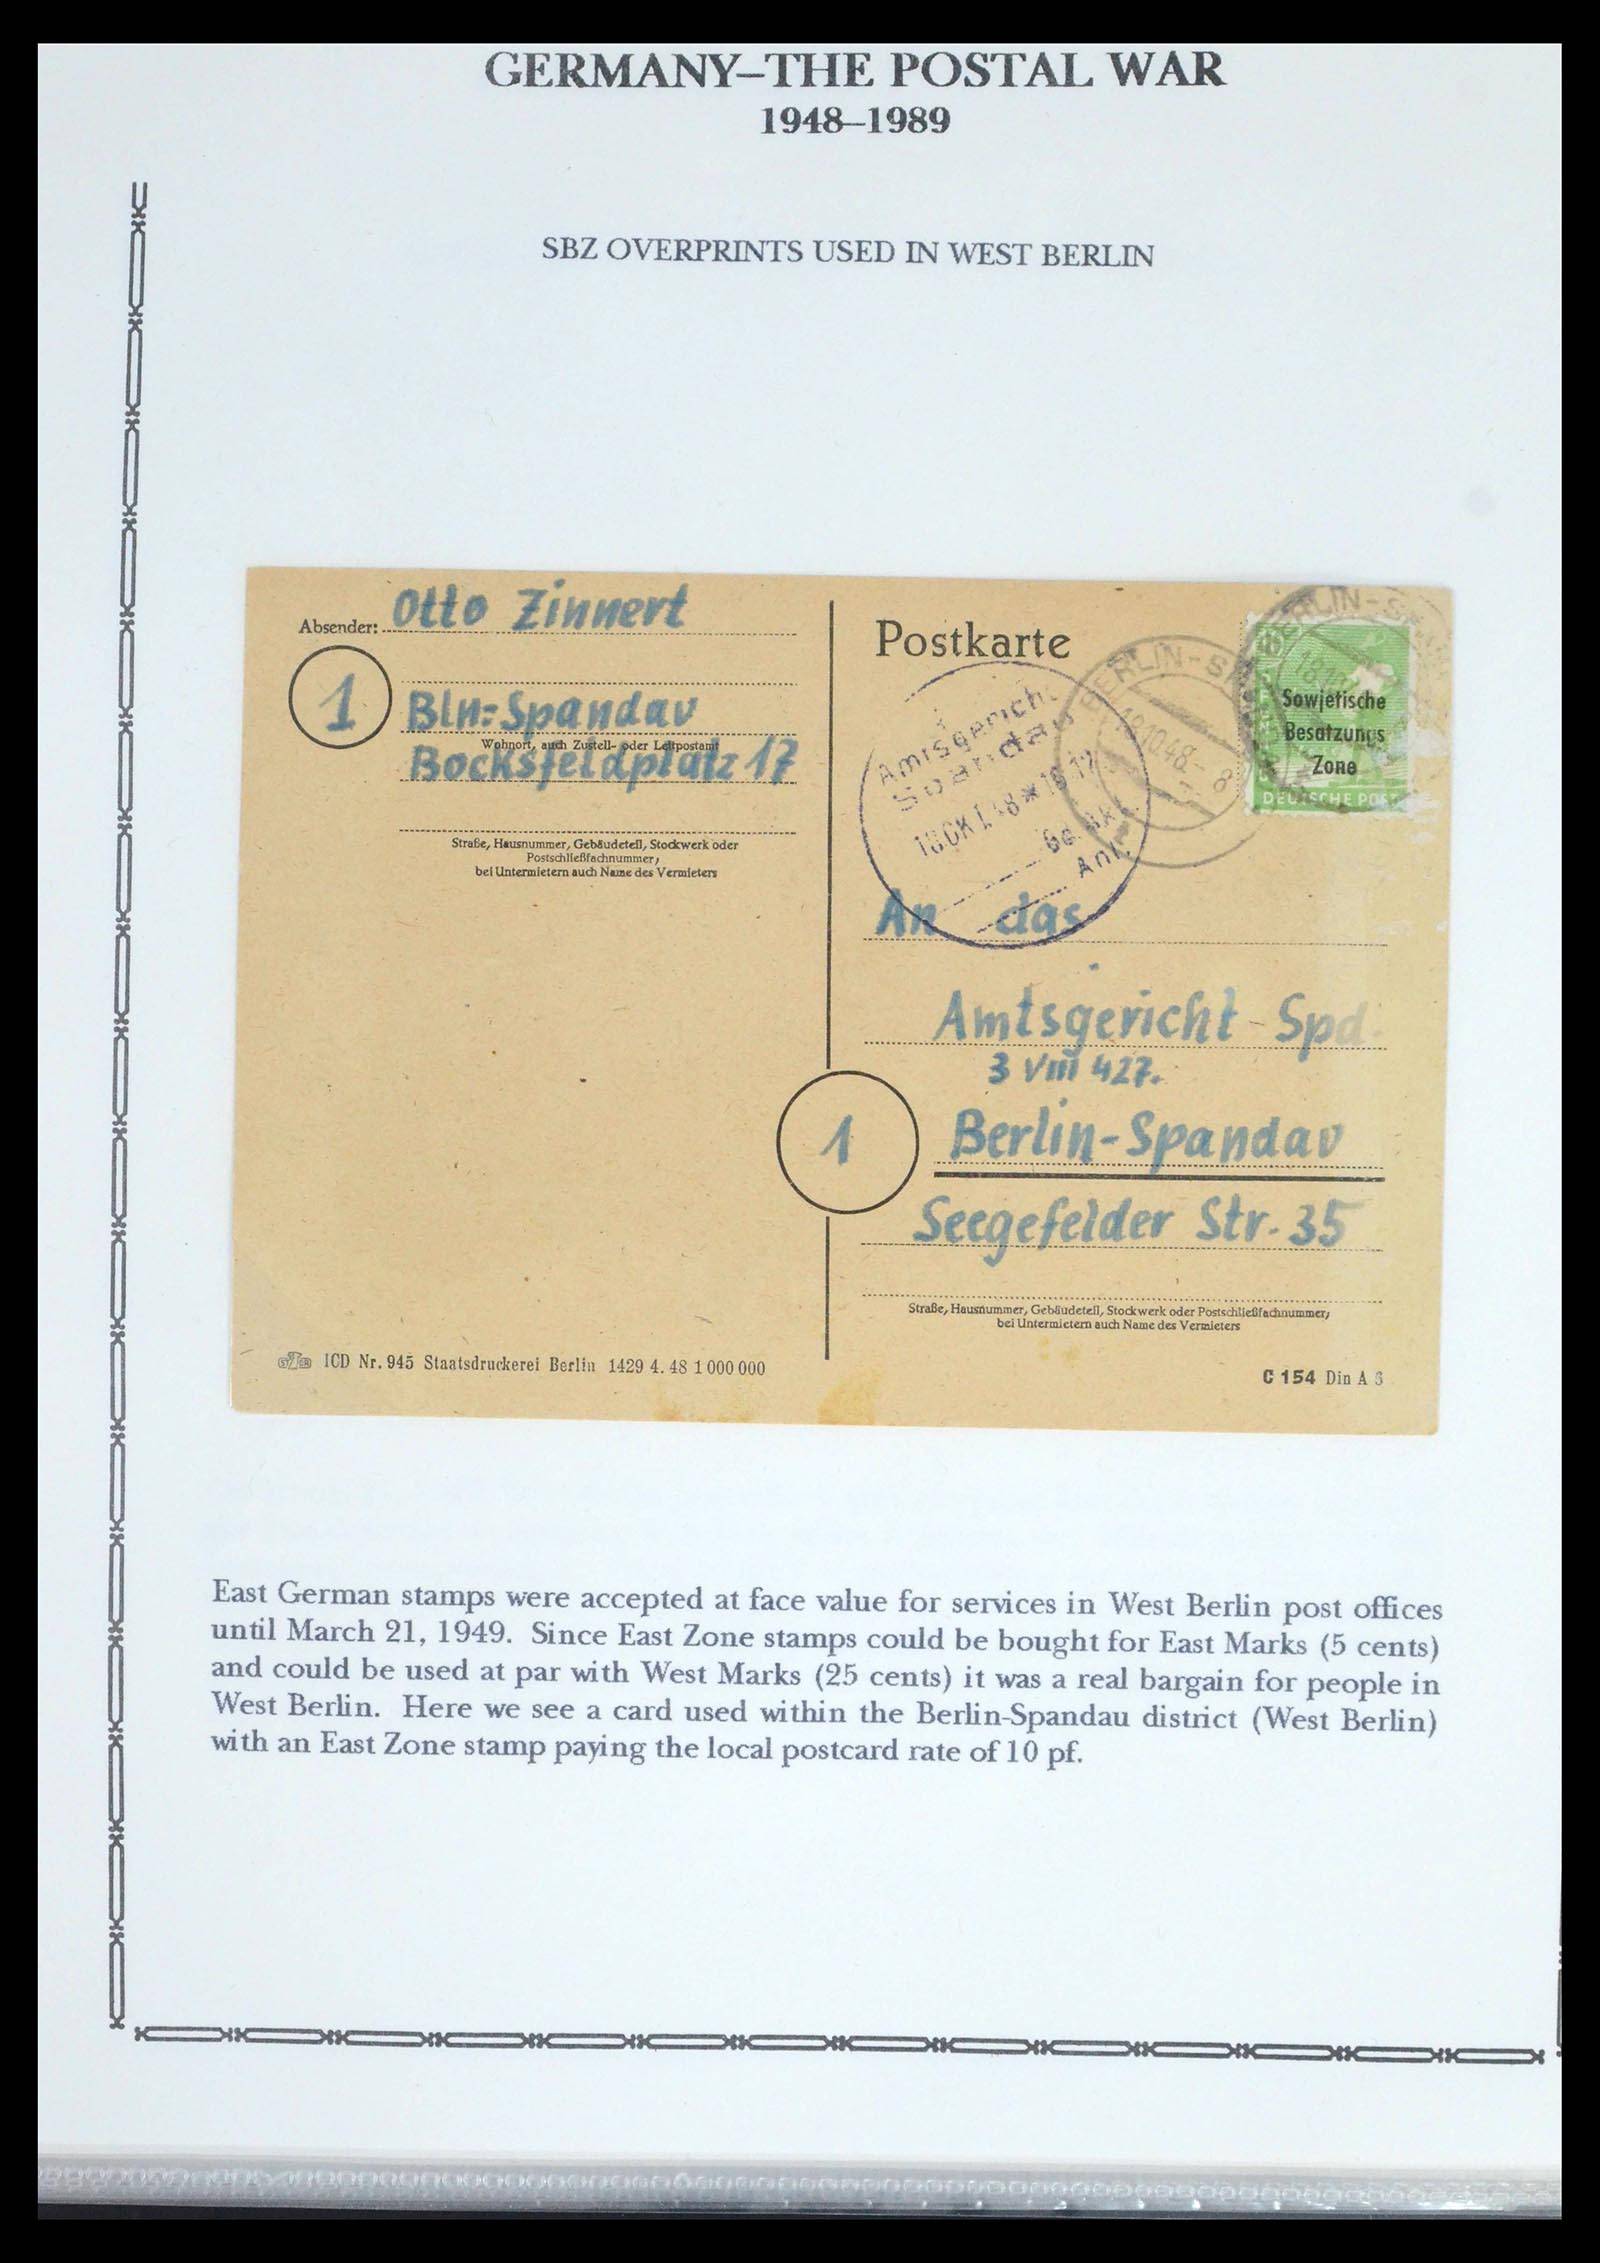 GERMANY–THE POSTAL WAR
1948–1989
SBZ OVERPRINTS USED IN WEST BERLIN
Absender: Otto Zinnert
1
Bln=Spandau
Wohnort, auch Zustell- oder Leitpostamt
Bocksfeldplatz 17
Straße, Hausnummer, Gebäudeteil, Stockwerk oder
Postschließfachnummer;
bei Untermietern auch Name des Vermieters
ICD Nr. 945 Staatsdruckerei Berlin 1429 4. 48 1 000 000
Postkarte
BERLIN-
18.10.48.- 8
BERLIN-
Sowjetische
Besatzungs
Zone
DEUTSCHE POST
Amtsgericht
Spandau
Anl.
An das
Amtsgericht Spd.
3 VIII 427.
1
Berlin-Spandau
Seegefelder Str. 35
Straße, Hausnummer, Gebäudeteil, Stockwerk oder Postschließfachnummer;
bei Untermietern auch Name des Vermieters
C 154 Din A 6
East German stamps were accepted at face value for services in West Berlin post offices
until March 21, 1949. Since East Zone stamps could be bought for East Marks (5 cents)
and could be used at par with West Marks (25 cents) it was a real bargain for people in
West Berlin. Here we see a card used within the Berlin-Spandau district (West Berlin)
with an East Zone stamp paying the local postcard rate of 10 pf.